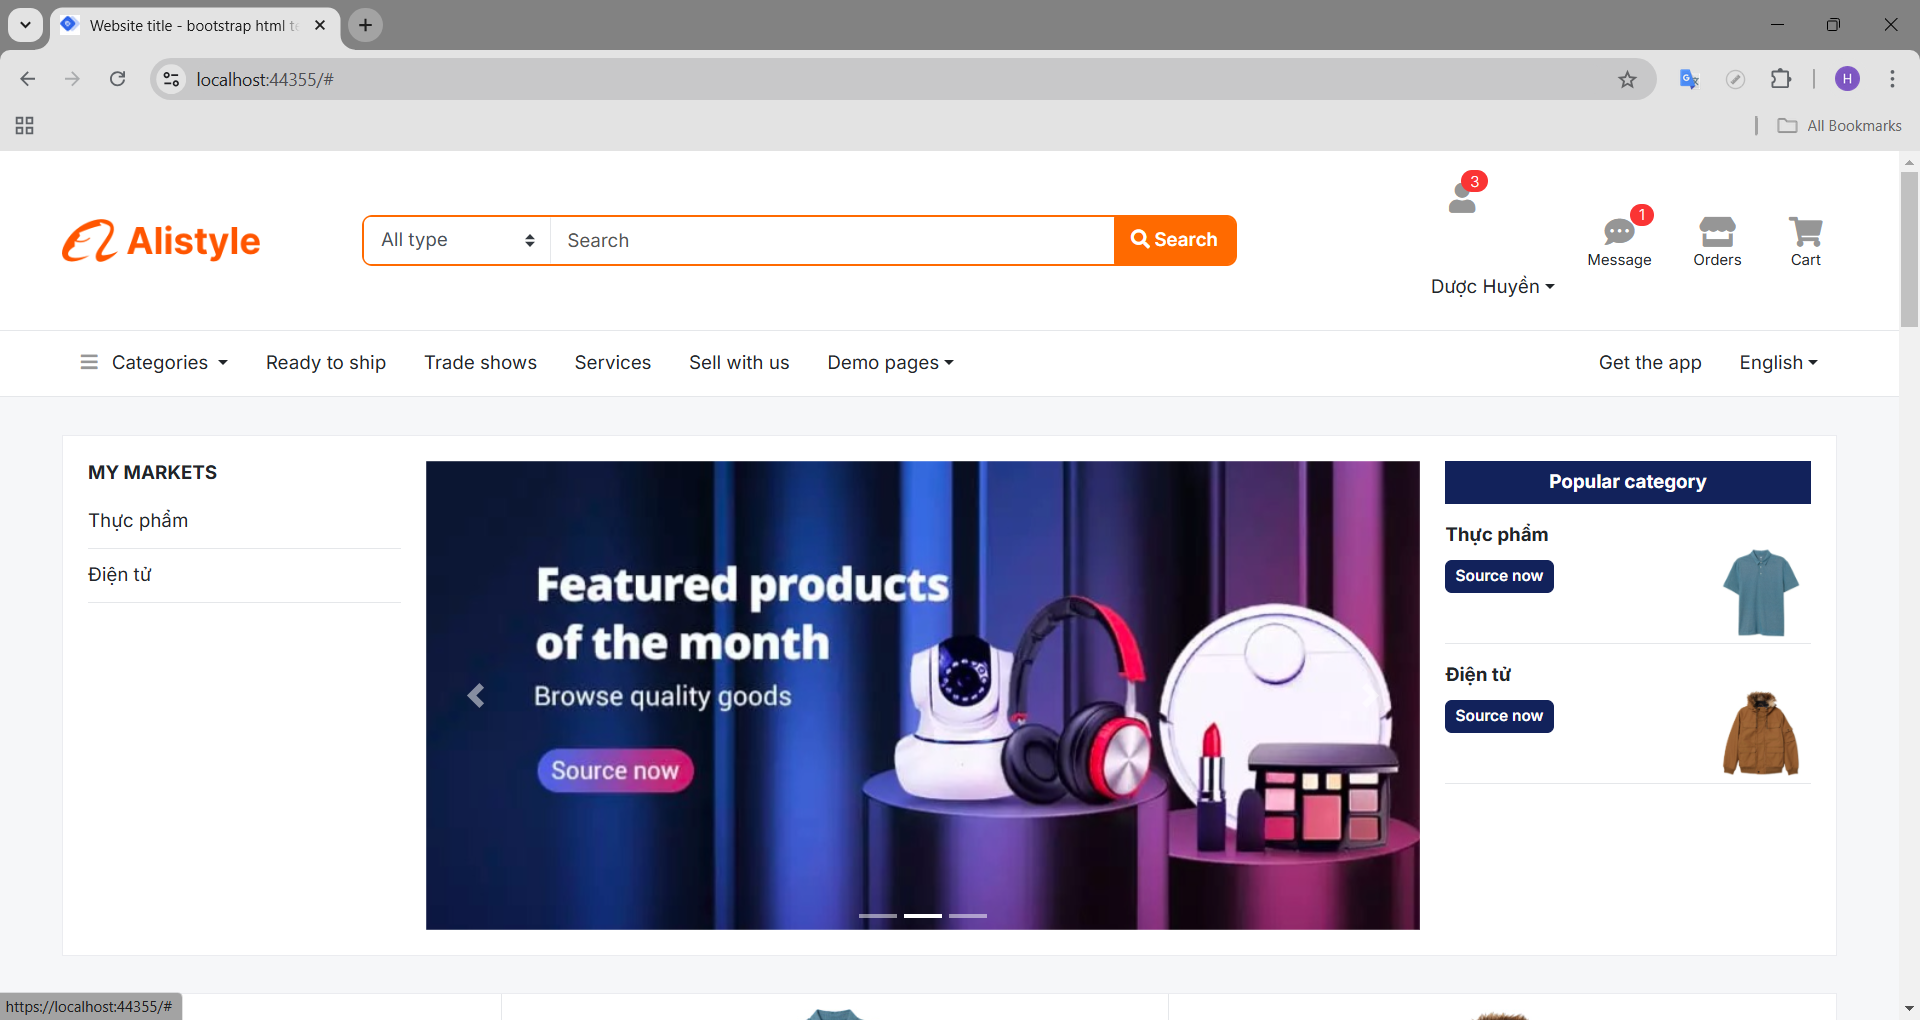 Website title - bootstrap html te
localhost:44355/#
H
All Bookmarks
Alistyle
All type
Search
Search
3
Dược Huyền
1
Message
Orders
Cart
Categories
Ready to ship
Trade shows
Services
Sell with us
Demo pages
Get the app
English
MY MARKETS
Thực phẩm
Điện tử
Featured products
of the month
Browse quality goods
Source now
Popular category
Thực phẩm
Source now
Điện tử
Source now
https://localhost:44355/#